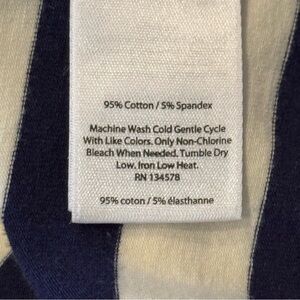 95% Cotton / 5% Spandex
Machine Wash Cold Gentle Cycle
With Like Colors. Only Non-Chlorine
Bleach When Needed. Tumble Dry
Low. Iron Low Heat.
RN 134578
95% coton / 5% élasthanne